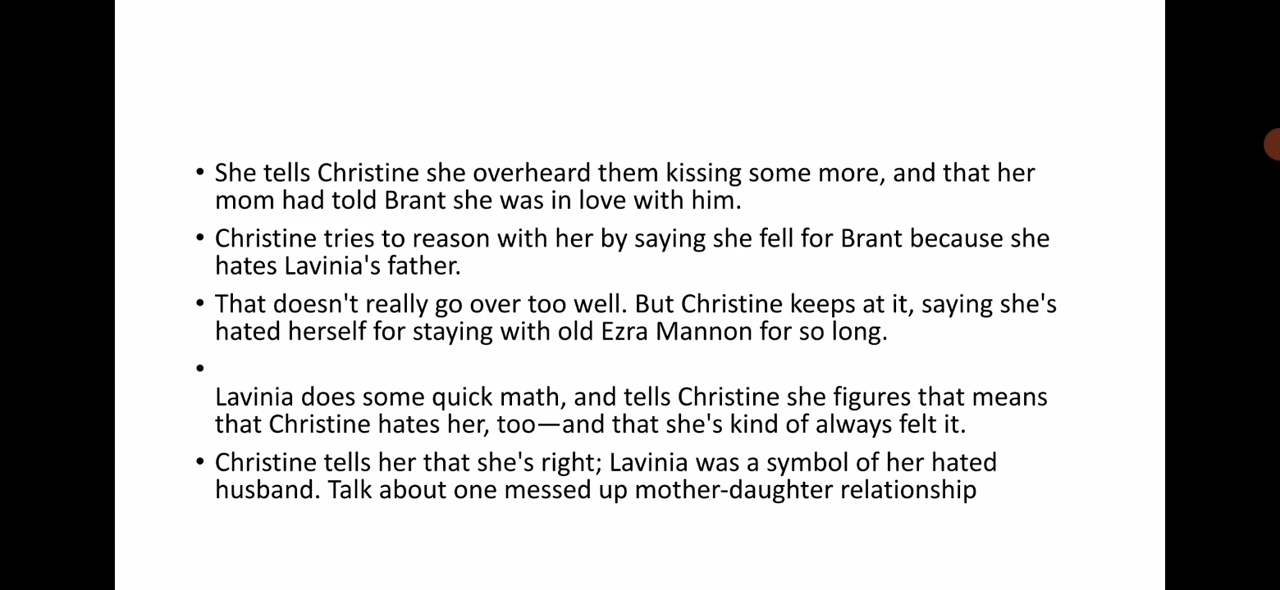 • She tells Christine she overheard them kissing some more, and that her
mom had told Brant she was in love with him.
• Christine tries to reason with her by saying she fell for Brant because she
hates Lavinia's father.
• That doesn't really go over too well. But Christine keeps at it, saying she's
hated herself for staying with old Ezra Mannon for so long.
•
Lavinia does some quick math, and tells Christine she figures that means
that Christine hates her, too—and that she's kind of always felt it.
• Christine tells her that she's right; Lavinia was a symbol of her hated
husband. Talk about one messed up mother-daughter relationship